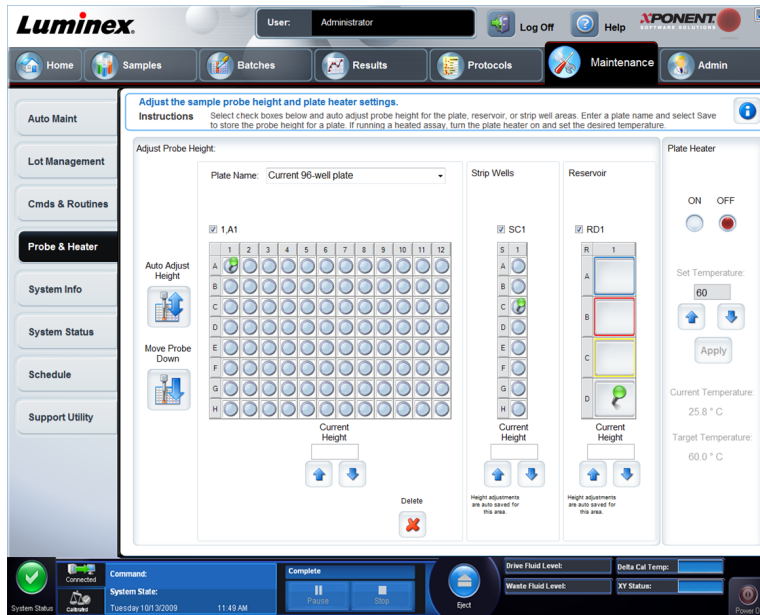 Luminex.
User: Administrator
Log Off
Help
XPONENT.
SOFTWARE SOLUTIONS
Home
Samples
Batches
Results
Protocols
Maintenance
Admin
Auto Maint
Lot Management
Cmds & Routines
Probe & Heater
System Info
System Status
Schedule
Support Utility
Adjust the sample probe height and plate heater settings.
Instructions Select check boxes below and auto adjust probe height for the plate, reservoir, or strip well areas. Enter a plate name and select Save
to store the probe height for a plate. If running a heated assay, turn the plate heater on and set the desired temperature.
Adjust Probe Height:
Plate Name: Current 96-well plate
1,A1
1 2 3 4 5 6 7 8 9 10 11 12
A
B
C
D
E
F
G
H
Auto Adjust
Height
Move Probe
Down
Current
Height
Delete
Strip Wells
SC1
S 1
A
B
C
D
E
F
G
H
Current
Height
Height adjustments
are auto saved for
this area.
Reservoir
RD1
R 1
A
B
C
D
Current
Height
Height adjustments
are auto saved for
this area.
Plate Heater
ON OFF
Set Temperature:
60
Apply
Current Temperature:
25.8 ° C
Target Temperature:
60.0 ° C
System Status
Connected
Calibrated
Command:
System State:
Tuesday 10/13/2009 11:49 AM
Complete
Pause
Stop
Eject
Drive Fluid Level:
Waste Fluid Level:
Delta Cal Temp:
XY Status: